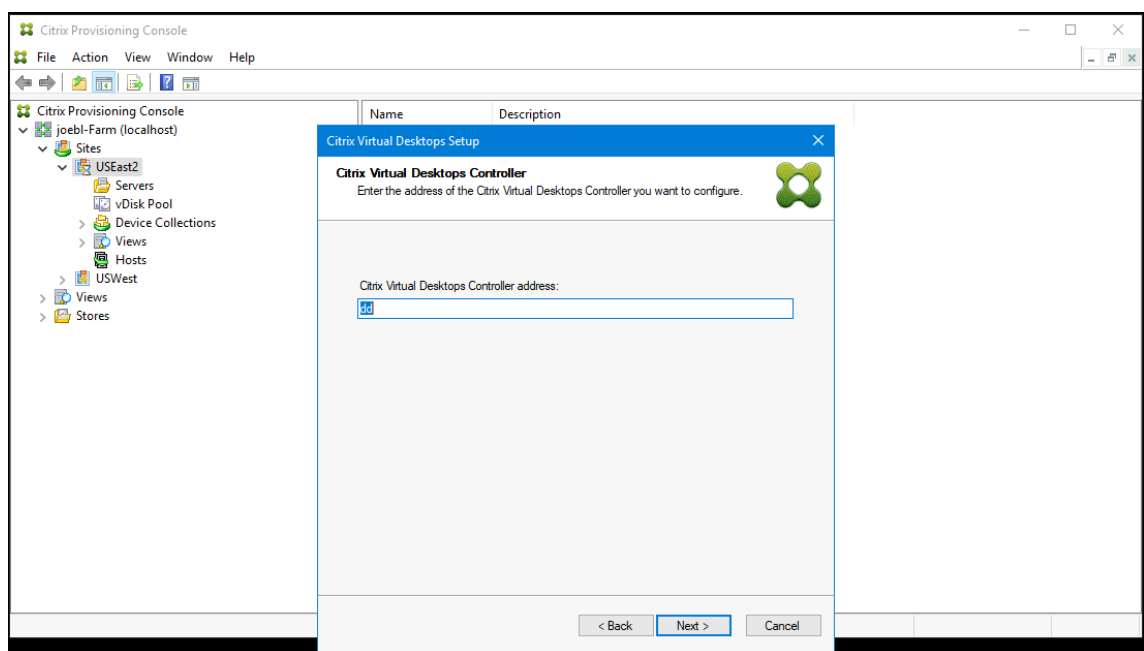 Citrix Provisioning Console
File Action View Window Help
Citrix Provisioning Console
joebl-Farm (localhost)
Sites
USEast2
Servers
vDisk Pool
Device Collections
Views
Hosts
USWest
Views
Stores
Name Description
Citrix Virtual Desktops Setup
Citrix Virtual Desktops Controller
Enter the address of the Citrix Virtual Desktops Controller you want to configure.
Citrix Virtual Desktops Controller address:
dd
< Back Next > Cancel